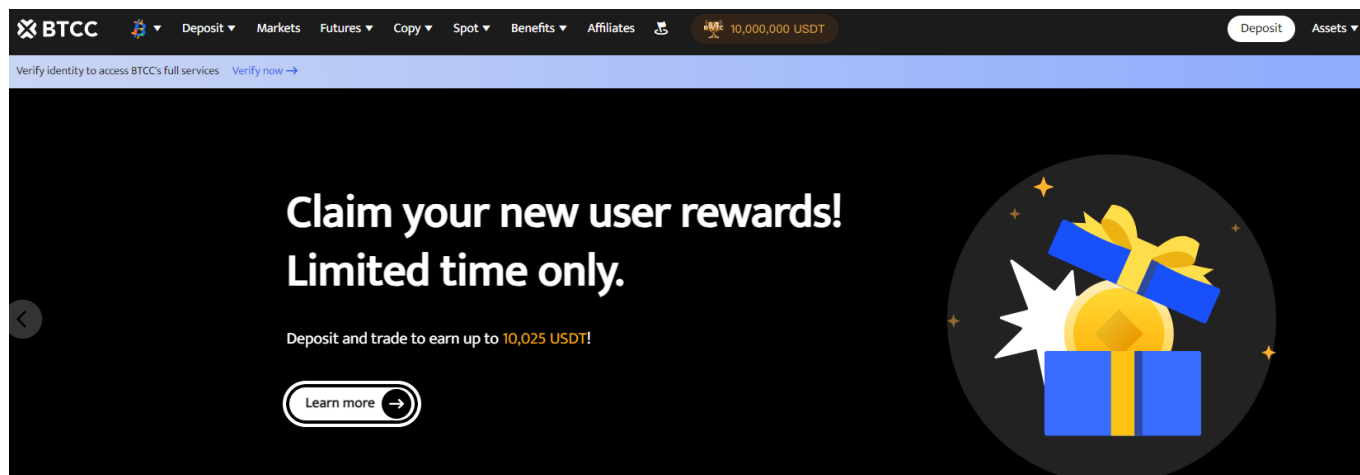 BTCC Deposit Markets Futures Copy Spot Benefits Affiliates 10,000,000 USDT Deposit Assets
Verify identity to access BTCC's full services Verify now →
Claim your new user rewards!
Limited time only.
Deposit and trade to earn up to 10,025 USDT!
Learn more →